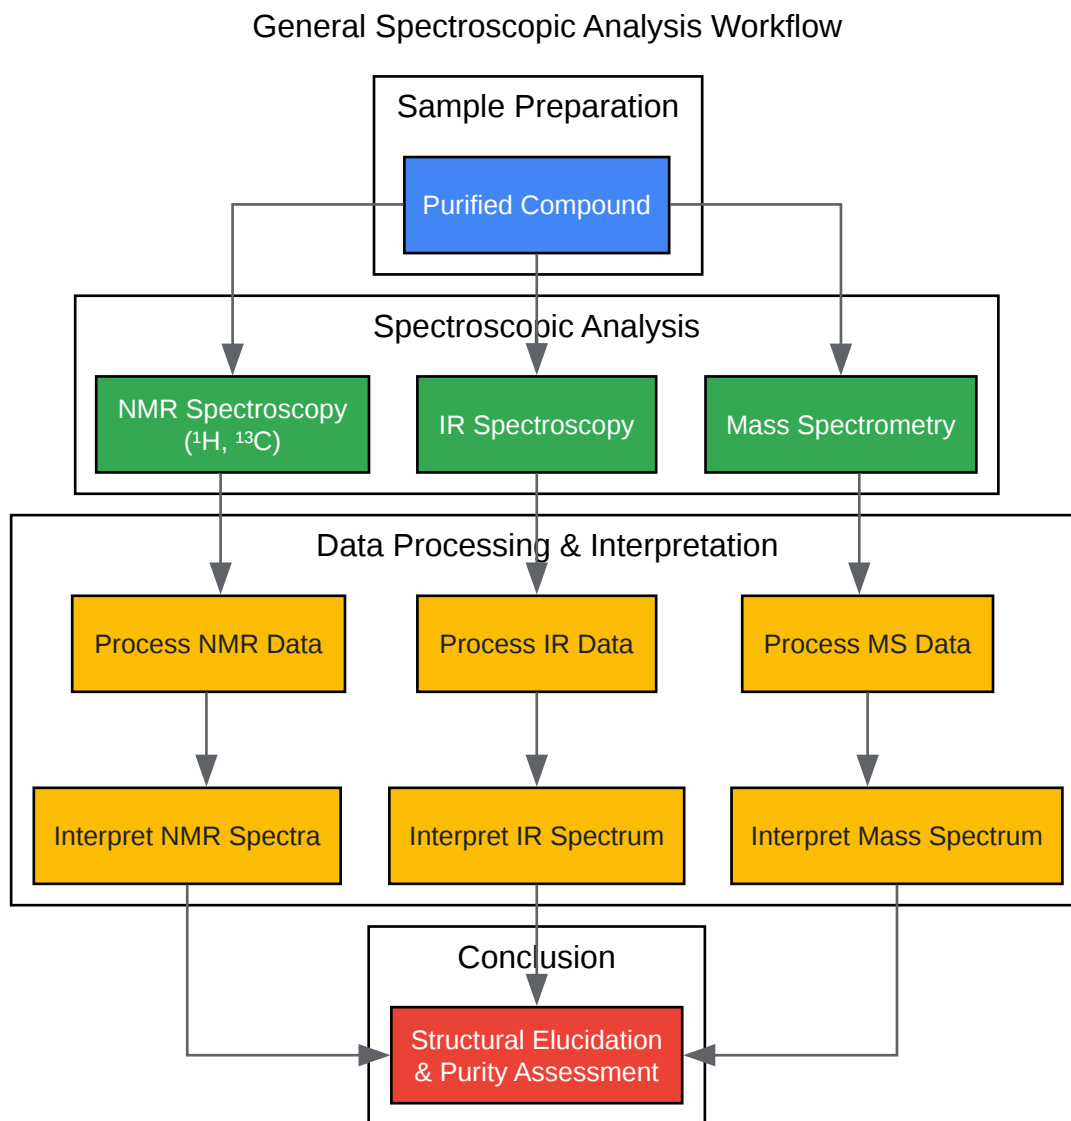 General Spectroscopic Analysis Workflow
Sample Preparation
Purified Compound
Spectroscopic Analysis
NMR Spectroscopy
(¹H, ¹³C)
IR Spectroscopy
Mass Spectrometry
Data Processing & Interpretation
Process NMR Data
Process IR Data
Process MS Data
Interpret NMR Spectra
Interpret IR Spectrum
Interpret Mass Spectrum
Conclusion
Structural Elucidation
& Purity Assessment